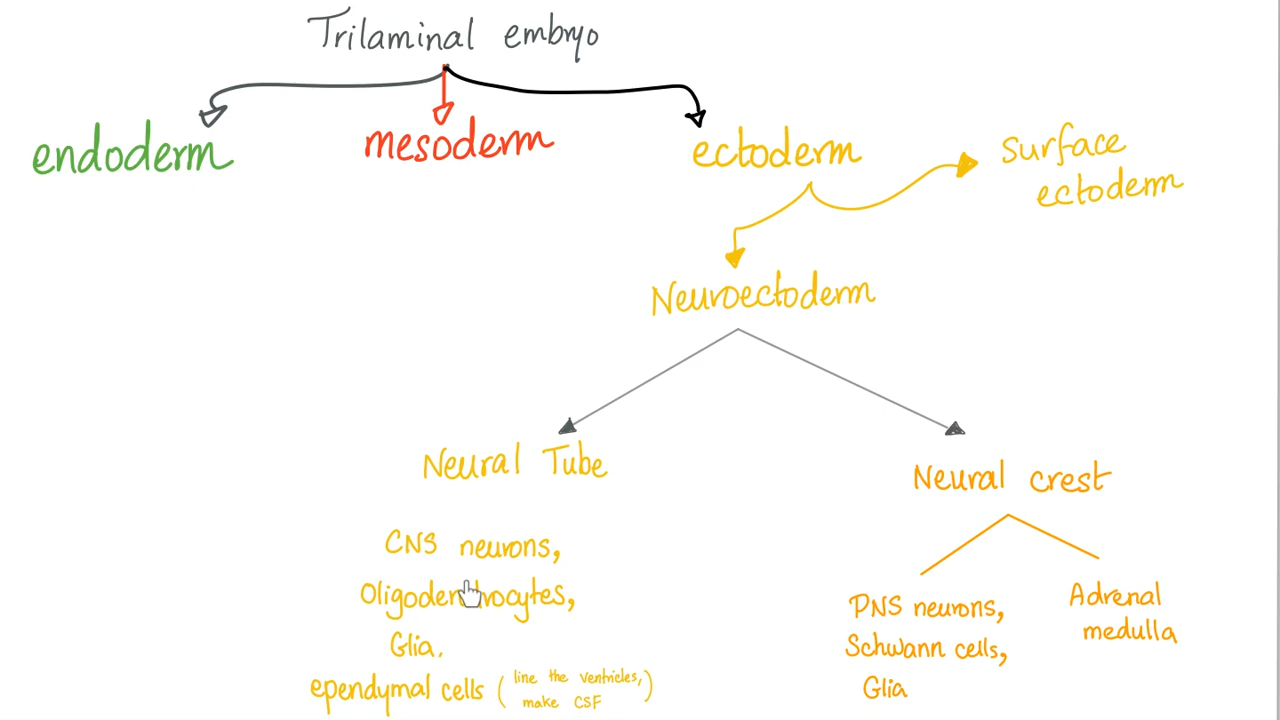 Trilaminal embryo
endoderm
mesoderm
ectoderm
Surface
ectoderm
Neuroectoderm
Neural Tube
Neural crest
CNS neurons,
Oligodendrocytes,
Glia.
ependymal cells (line the ventricles,
make CSF)
PNS neurons,
Schwann cells,
Glia
Adrenal
medulla